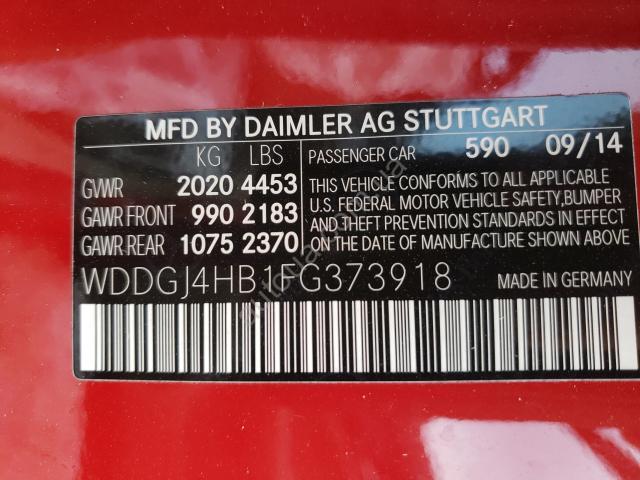 MFD BY DAIMLER AG STUTTGART
KG LBS
PASSENGER CAR 590 09/14
GVWR 2020 4453
GAWR FRONT 990 2183
GAWR REAR 1075 2370
THIS VEHICLE CONFORMS TO ALL APPLICABLE
U.S. FEDERAL MOTOR VEHICLE SAFETY,BUMPER
AND THEFT PREVENTION STANDARDS IN EFFECT
ON THE DATE OF MANUFACTURE SHOWN ABOVE.
WDDGJ4HB1FG373918 MADE IN GERMANY